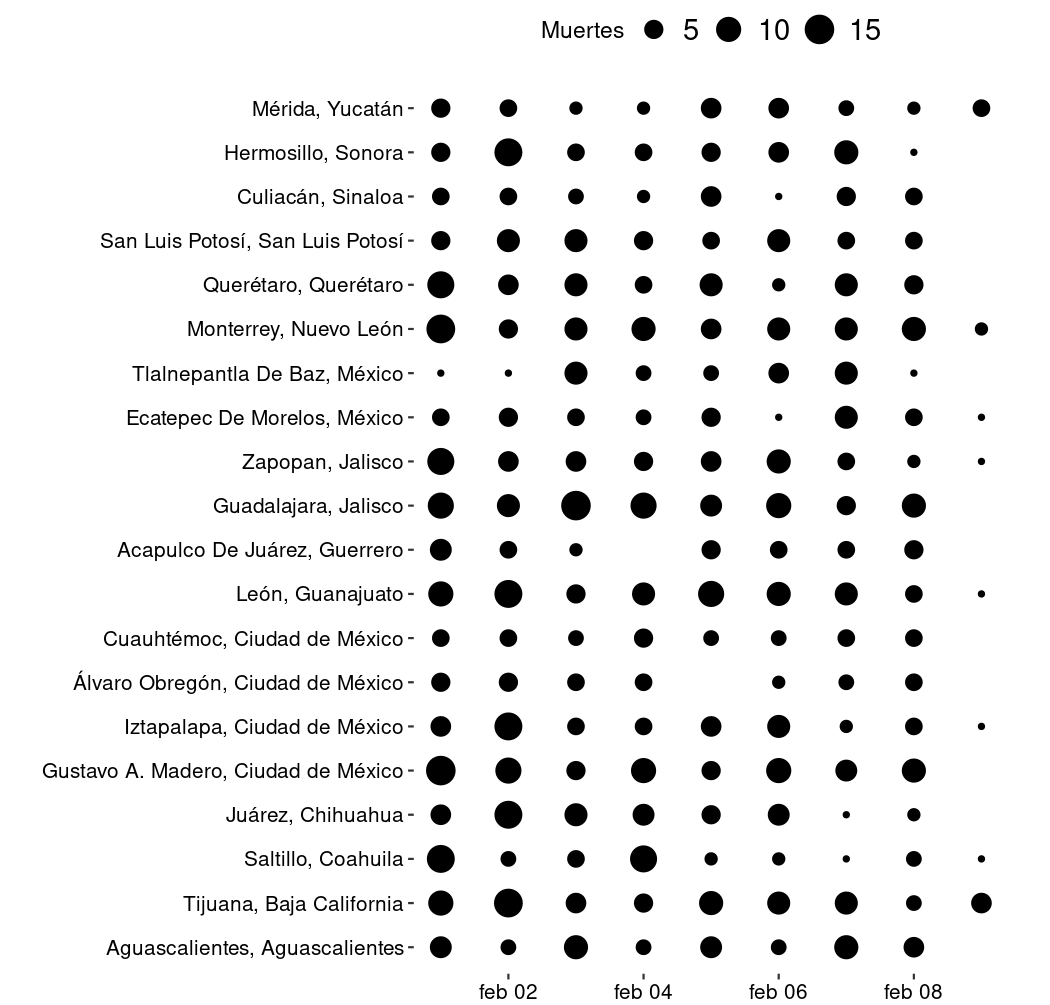 Muertes 5 10 15
Mérida, Yucatán
Hermosillo, Sonora
Culiacán, Sinaloa
San Luis Potosí, San Luis Potosí
Querétaro, Querétaro
Monterrey, Nuevo León
Tlalnepantla De Baz, México
Ecatepec De Morelos, México
Zapopan, Jalisco
Guadalajara, Jalisco
Acapulco De Juárez, Guerrero
León, Guanajuato
Cuauhtémoc, Ciudad de México
Álvaro Obregón, Ciudad de México
Iztapalapa, Ciudad de México
Gustavo A. Madero, Ciudad de México
Juárez, Chihuahua
Saltillo, Coahuila
Tijuana, Baja California
Aguascalientes, Aguascalientes
feb 02 feb 04 feb 06 feb 08